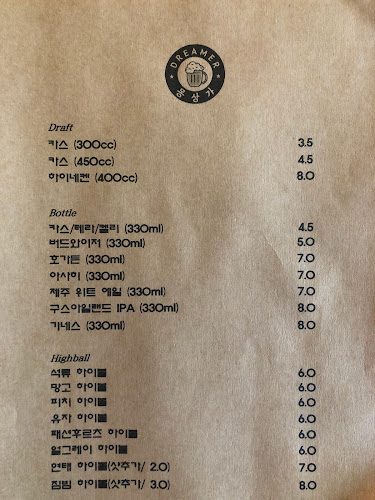 DREAMER
몽상가
Draft
카스 (300cc) 3.5
카스 (450cc) 4.5
하이네켄 (400cc) 8.0
Bottle
카스/테라/켈리 (330ml) 4.5
버드와이저 (330ml) 5.0
호가든 (330ml) 7.0
아사히 (330ml) 7.0
제주 위트 에일 (330ml) 7.0
구스아일랜드 IPA (330ml) 8.0
기네스 (330ml) 8.0
Highball
석류 하이볼 6.0
망고 하이볼 6.0
피치 하이볼 6.0
유자 하이볼 6.0
패션후르츠 하이볼 6.0
얼그레이 하이볼 6.0
연태 하이볼(샷추가/ 2.0) 7.0
짐빔 하이볼(샷추가/ 3.0) 8.0